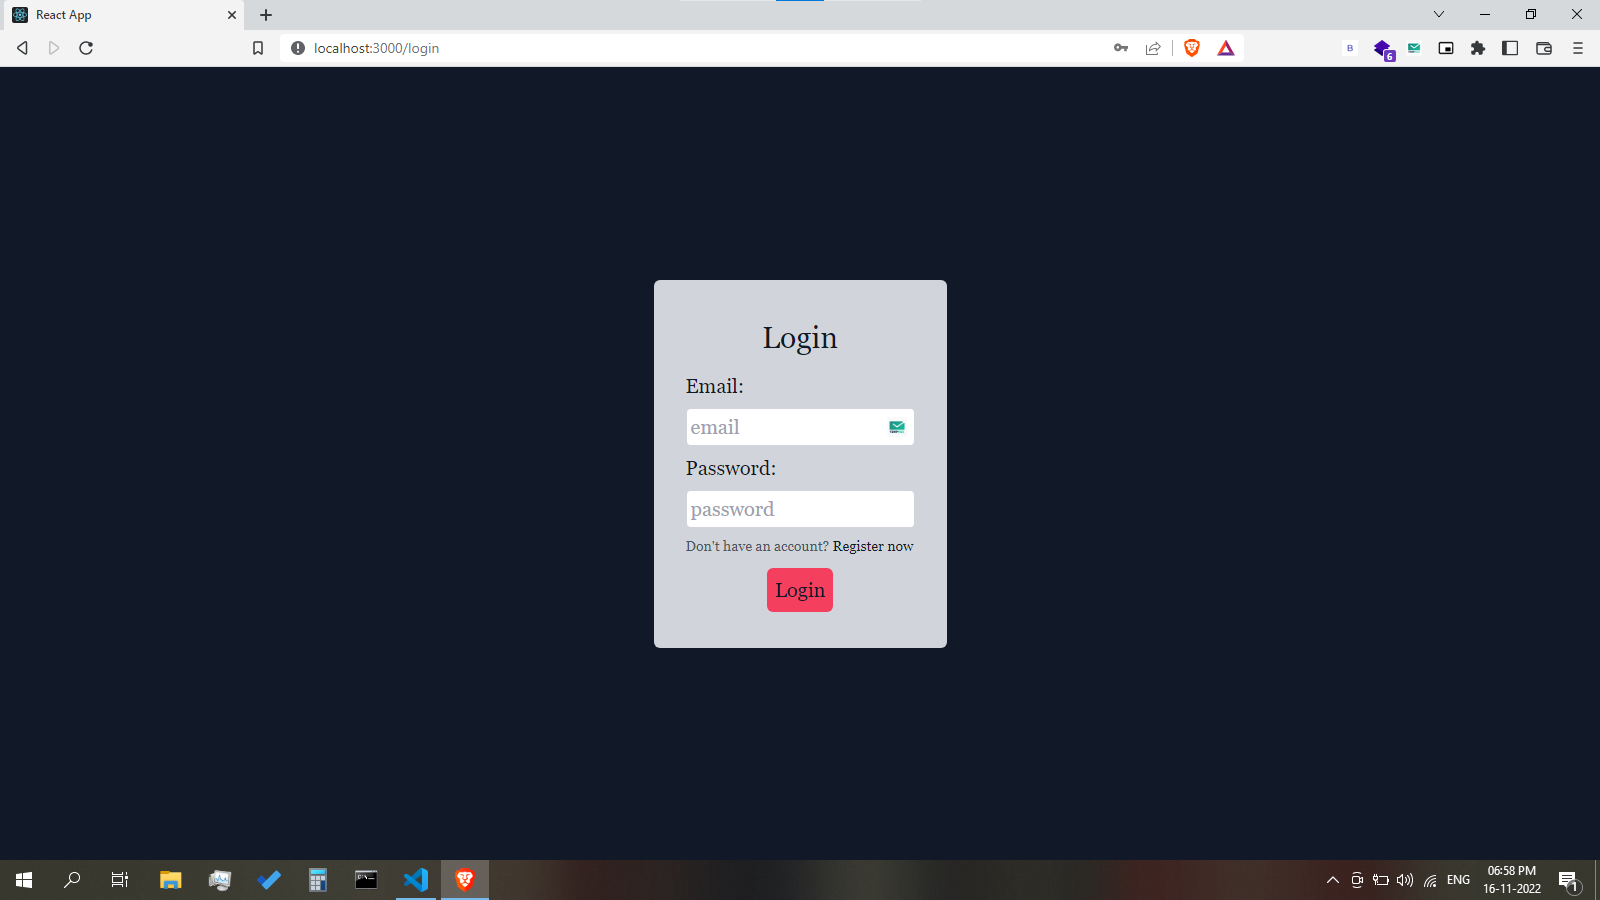 React App
localhost:3000/login
B
6
Login
Email:
email
Password:
password
Don't have an account? Register now
Login
ENG
06:58 PM
16-11-2022
1